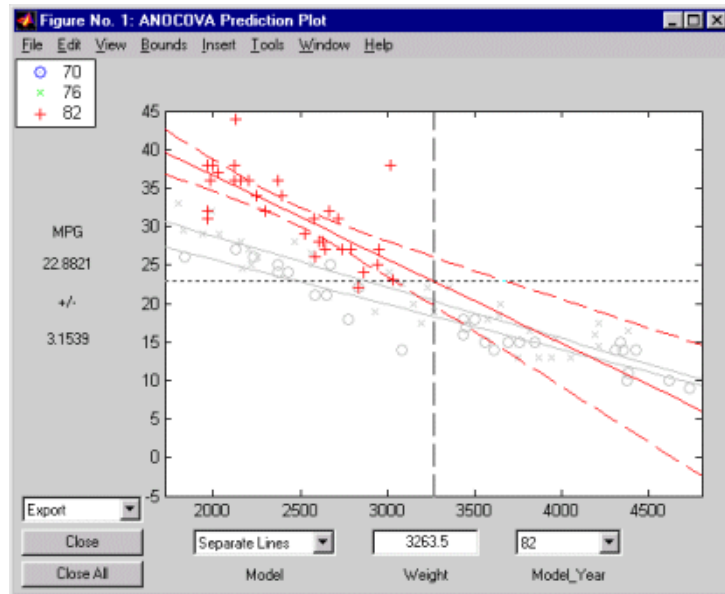 Figure No. 1: ANOCOVA Prediction Plot
File Edit View Bounds Insert Tools Window Help
70
76
82
45
40
35
30
25
20
15
10
5
0
-5
MPG
22.8821
+/-
3.1539
2000 2500 3000 3500 4000 4500
Export
Separate Lines 3263.5 82
Close
Close All
Model Weight Model_Year